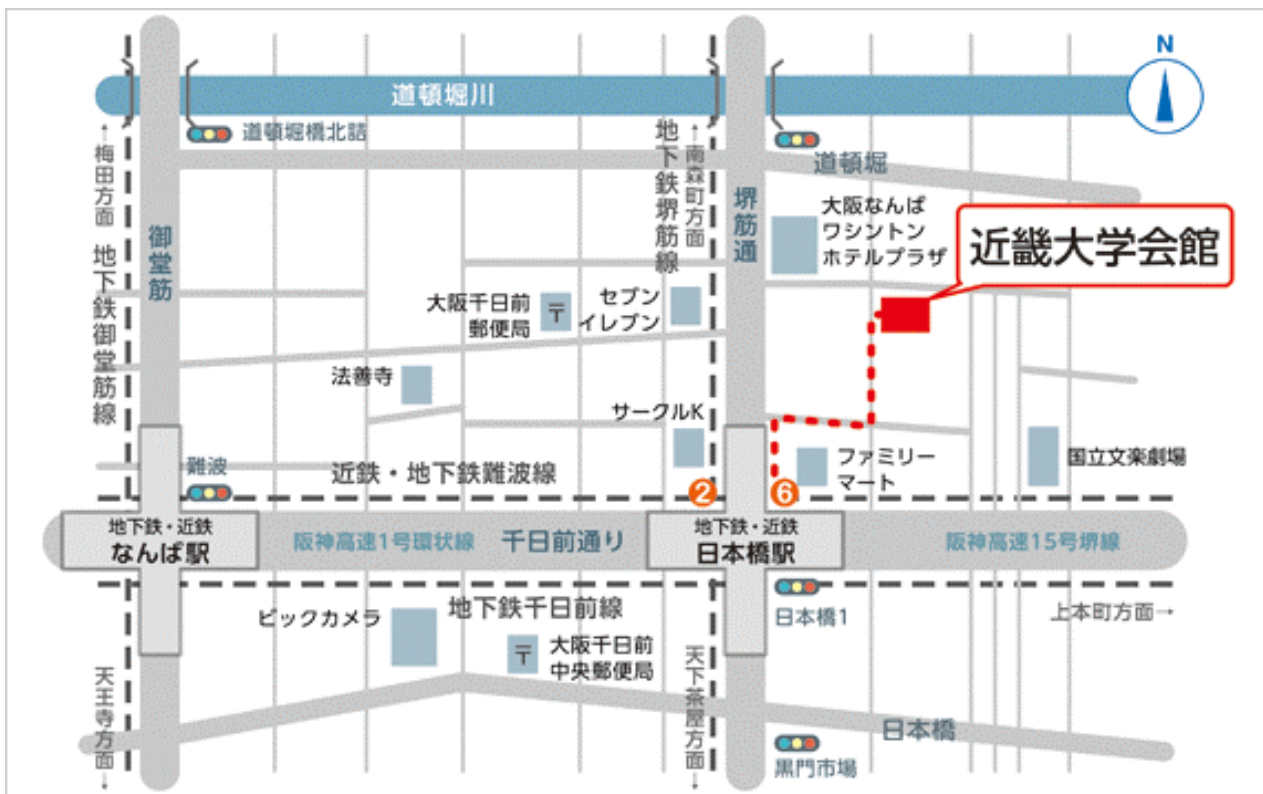 N
道頓堀川
道頓堀橋北詰
←梅田方面
地下鉄御堂筋線
御堂筋
地下鉄堺筋線
←南森町方面
堺筋通
道頓堀
大阪なんば
ワシントン
ホテルプラザ
近畿大学会館
大阪千日前
郵便局
〒
セブン
イレブン
法善寺
サークルK
ファミリー
マート
国立文楽劇場
難波
近鉄・地下鉄難波線
2
6
地下鉄・近鉄
なんば駅
阪神高速1号環状線
千日前通り
地下鉄・近鉄
日本橋駅
阪神高速15号堺線
ビックカメラ
地下鉄千日前線
日本橋1
上本町方面→
〒
大阪千日前
中央郵便局
天王寺方面→
天下茶屋方面→
日本橋
黒門市場